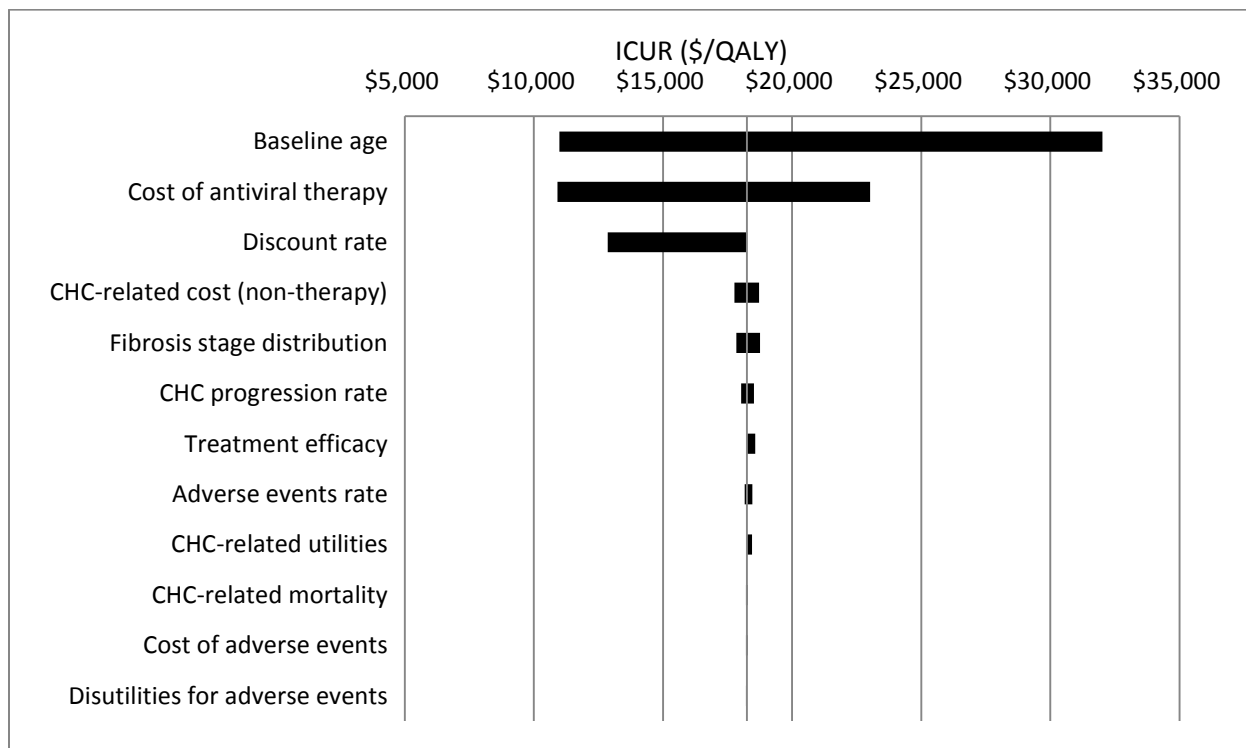 ICUR ($/QALY)
$5,000 $10,000 $15,000 $20,000 $25,000 $30,000 $35,000
Baseline age
Cost of antiviral therapy
Discount rate
CHC-related cost (non-therapy)
Fibrosis stage distribution
CHC progression rate
Treatment efficacy
Adverse events rate
CHC-related utilities
CHC-related mortality
Cost of adverse events
Disutilities for adverse events